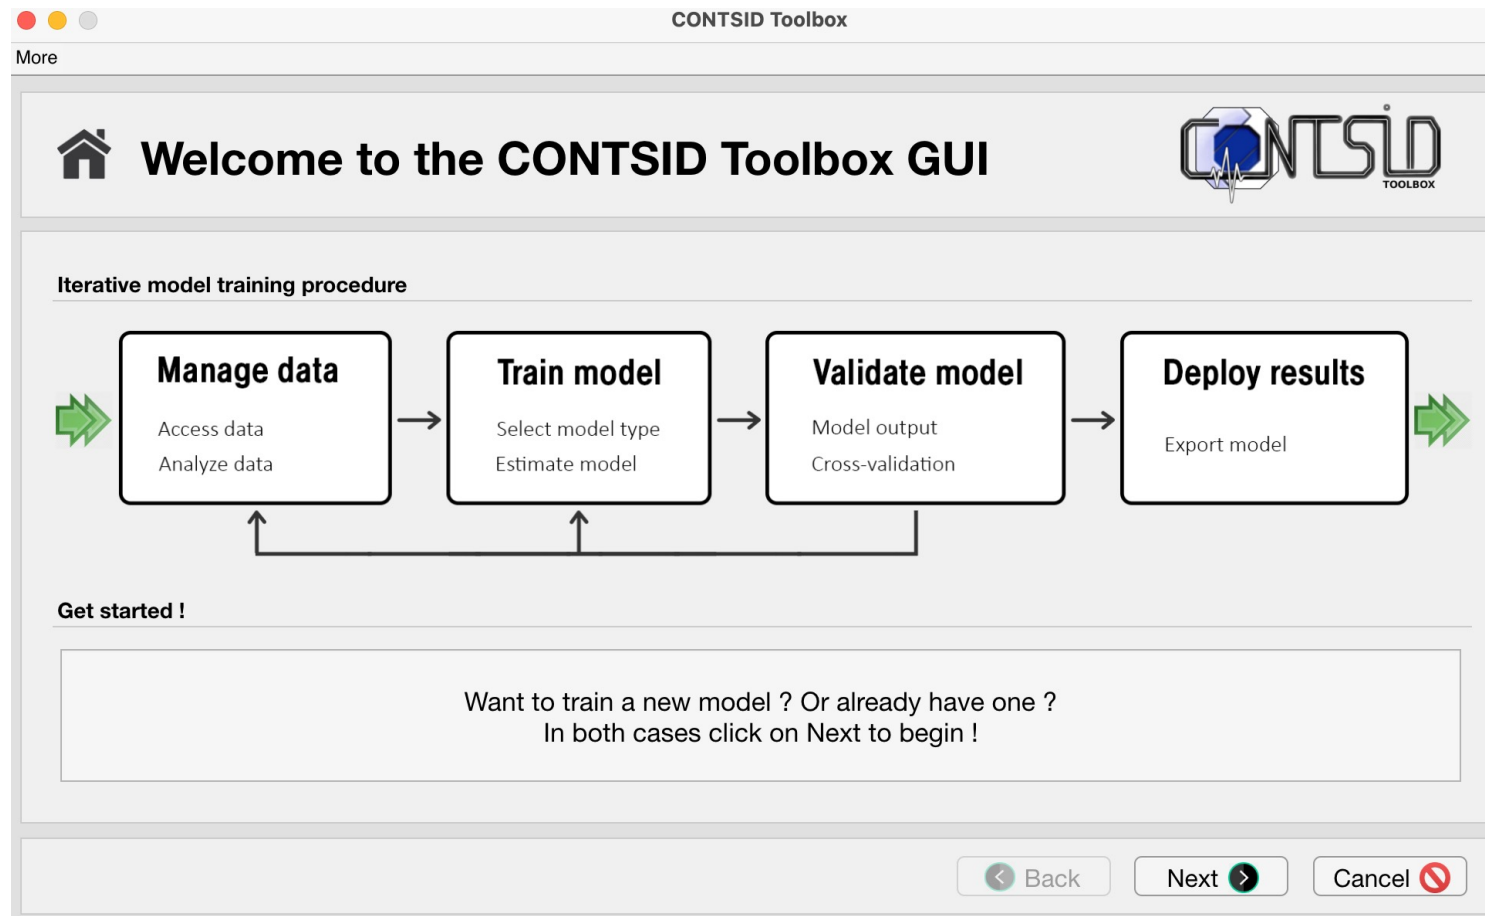 CONTSID Toolbox
More
Welcome to the CONTSID Toolbox GUI
CONTSID
TOOLBOX
Iterative model training procedure
Manage data
Access data
Analyze data
Train model
Select model type
Estimate model
Validate model
Model output
Cross-validation
Deploy results
Export model
Get started !
Want to train a new model ? Or already have one ?
In both cases click on Next to begin !
Back
Next
Cancel